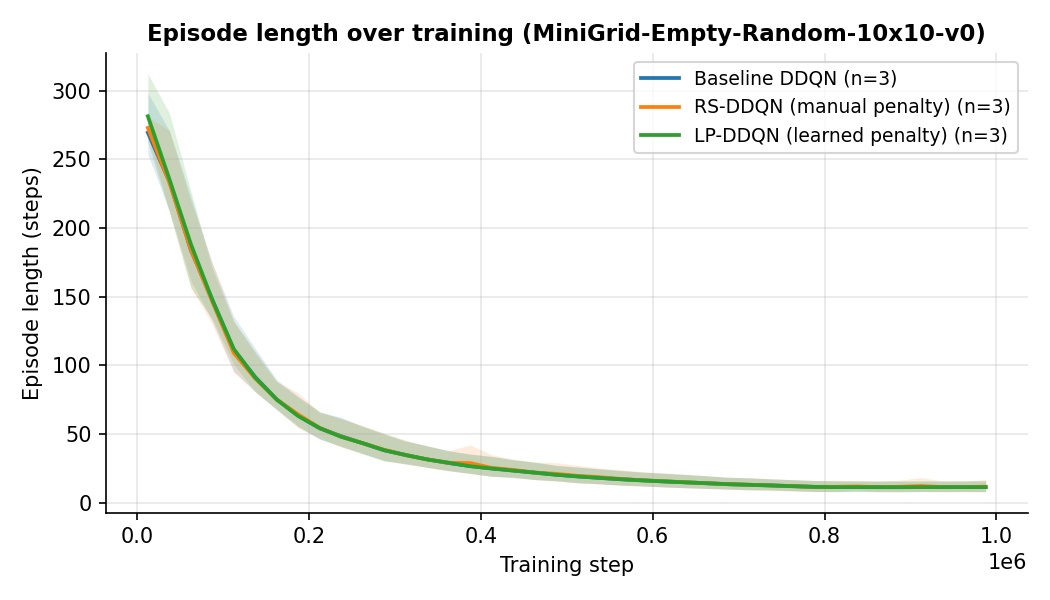 Episode length over training (MiniGrid-Empty-Random-10x10-v0)
Baseline DDQN (n=3)
RS-DDQN (manual penalty) (n=3)
LP-DDQN (learned penalty) (n=3)
Episode length (steps)
300
250
200
150
100
50
0
0.0 0.2 0.4 0.6 0.8 1.0
1e6
Training step